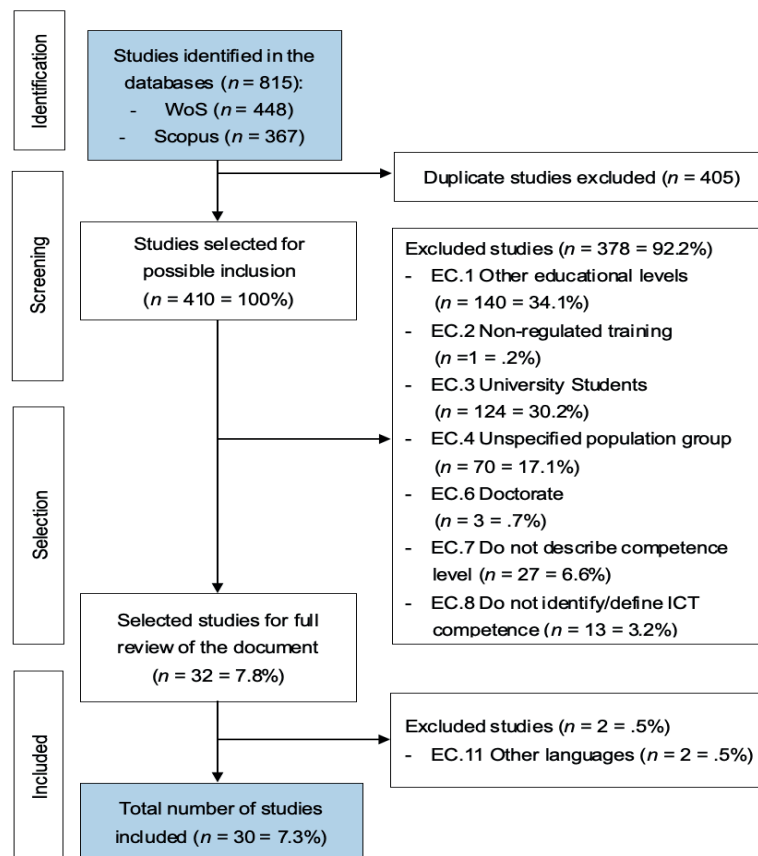 Identification
Studies identified in the
databases (n = 815):
- WoS (n = 448)
- Scopus (n = 367)
Duplicate studies excluded (n = 405)
Screening
Studies selected for
possible inclusion
(n = 410 = 100%)
Excluded studies (n = 378 = 92.2%)
- EC.1 Other educational levels
(n = 140 = 34.1%)
- EC.2 Non-regulated training
(n =1 = .2%)
- EC.3 University Students
(n = 124 = 30.2%)
- EC.4 Unspecified population group
(n = 70 = 17.1%)
- EC.6 Doctorate
(n = 3 = .7%)
- EC.7 Do not describe competence
level (n = 27 = 6.6%)
- EC.8 Do not identify/define ICT
competence (n = 13 = 3.2%)
Selection
Selected studies for full
review of the document
(n = 32 = 7.8%)
Excluded studies (n = 2 = .5%)
- EC.11 Other languages (n = 2 = .5%)
Included
Total number of studies
included (n = 30 = 7.3%)